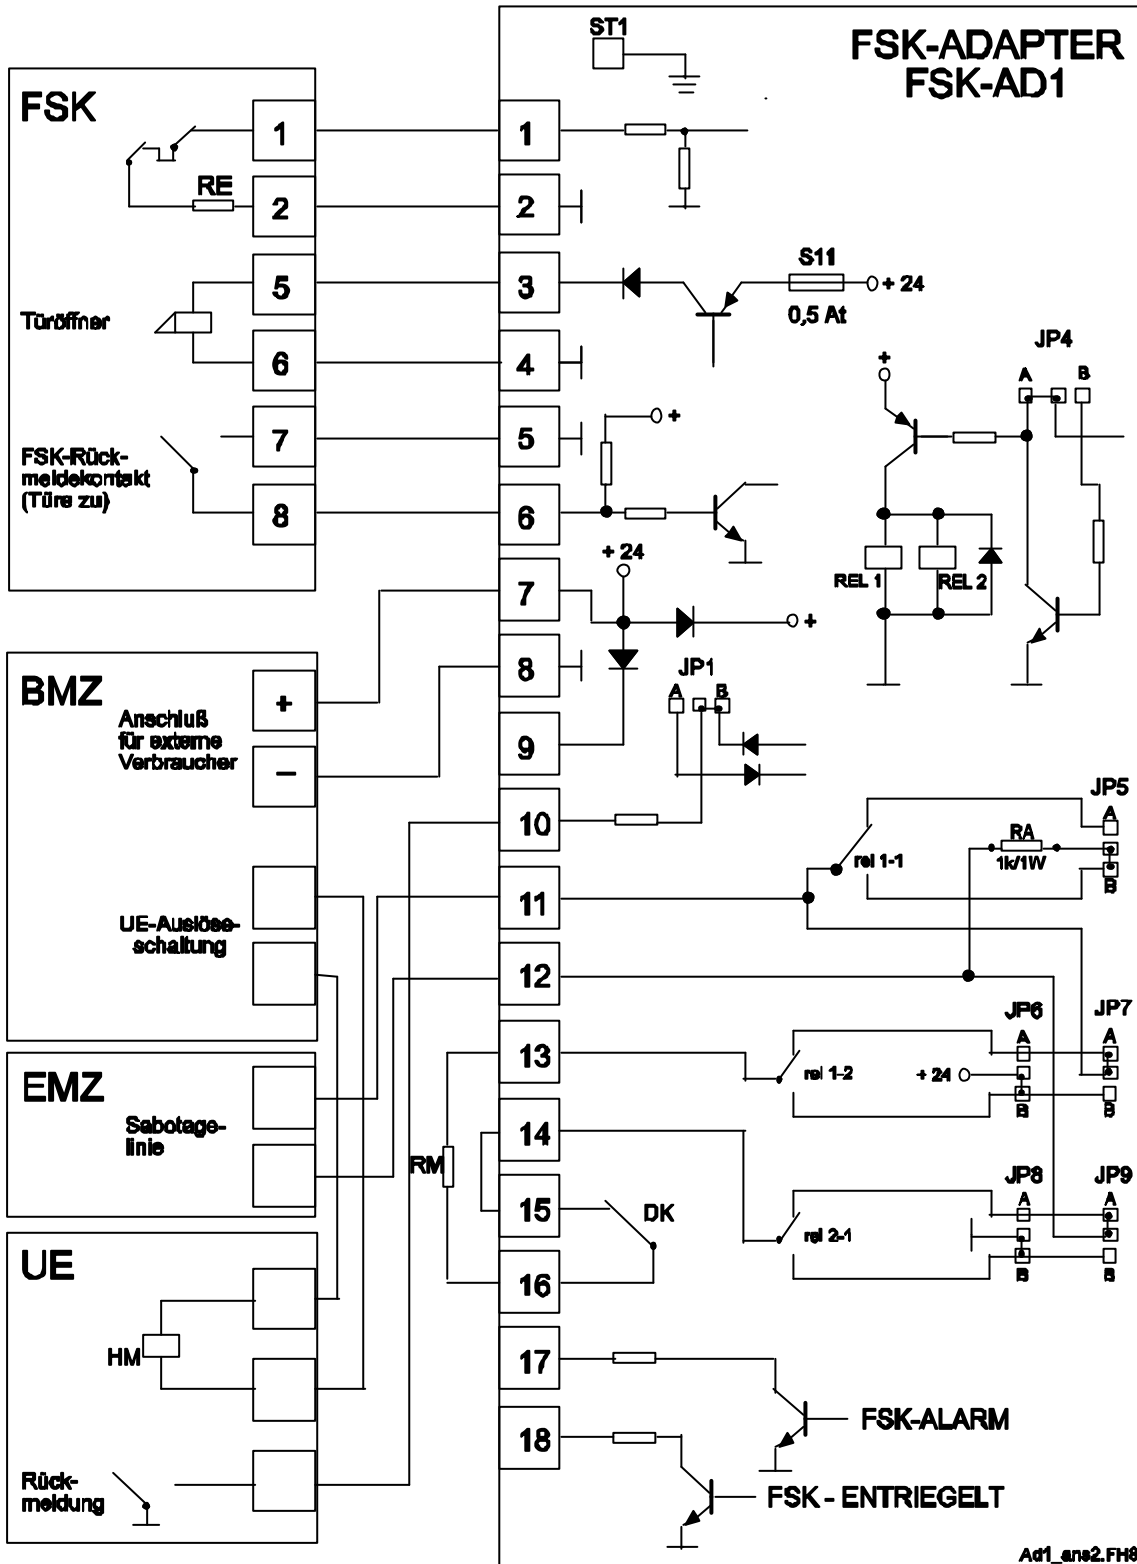 ST1
FSK-ADAPTER
FSK-AD1
FSK
1
RE
2
5
Türöffner
6
7
FSK-Rück-
meldekontakt
(Türe zu)
8
1
2
3
S11
+ 24
0,5 At
4
5
+
6
+ 24
7
+
8
9
10
11
12
13
14
15
16
17
18
JP4
A
B
+
REL 1
REL 2
JP1
A
B
BMZ
+
Anschluß
für externe
Verbraucher
–
UE-Auslöse-
schaltung
EMZ
Sabotage-
linie
UE
HM
Rück-
meldung
RM
DK
JP5
A
RA
1k/1W
B
rel 1-1
JP6
A
JP7
A
rel 1-2
+ 24
B
B
JP8
A
JP9
A
rel 2-1
B
B
FSK-ALARM
FSK - ENTRIEGELT
Ad1_ans2.FH8